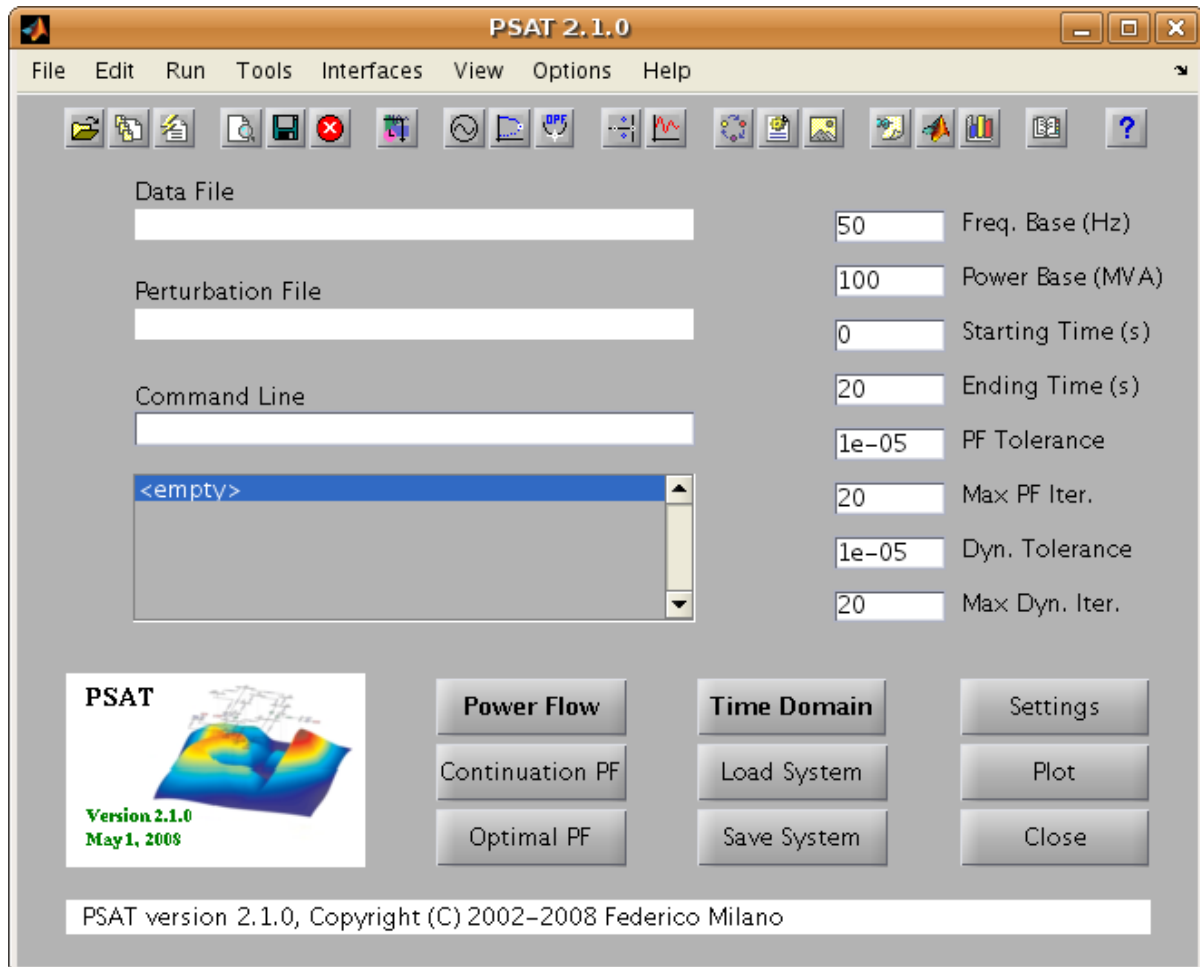 PSAT 2.1.0
File Edit Run Tools Interfaces View Options Help
OPF
?
Data File
Perturbation File
Command Line
<empty>
50 Freq. Base (Hz)
100 Power Base (MVA)
0 Starting Time (s)
20 Ending Time (s)
1e-05 PF Tolerance
20 Max PF Iter.
1e-05 Dyn. Tolerance
20 Max Dyn. Iter.
PSAT
Version 2.1.0
May 1, 2008
Power Flow Time Domain Settings
Continuation PF Load System Plot
Optimal PF Save System Close
PSAT version 2.1.0, Copyright (C) 2002-2008 Federico Milano